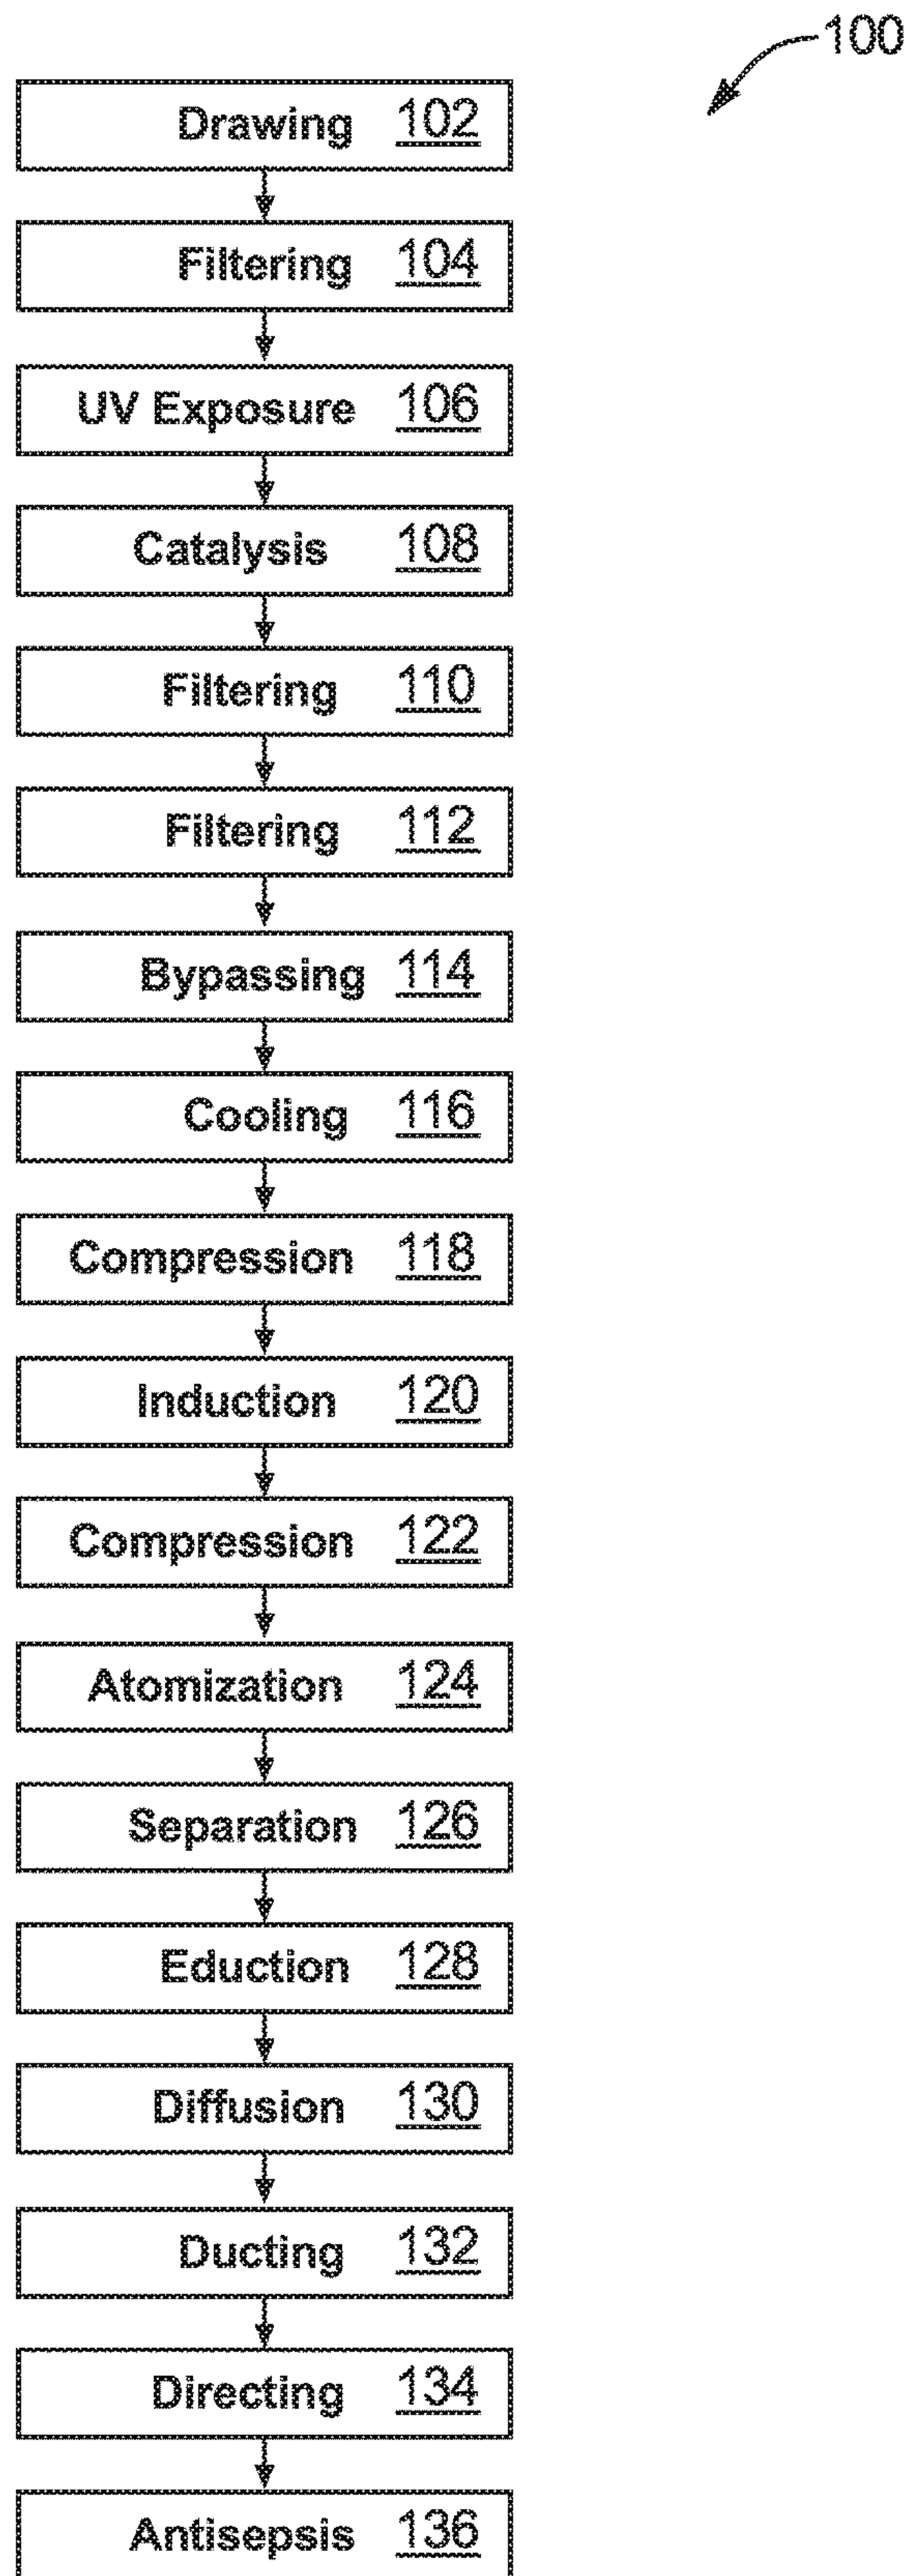 100
Drawing 102
Filtering 104
UV Exposure 106
Catalysis 108
Filtering 110
Filtering 112
Bypassing 114
Cooling 116
Compression 118
Induction 120
Compression 122
Atomization 124
Separation 126
Eduction 128
Diffusion 130
Ducting 132
Directing 134
Antisepsis 136